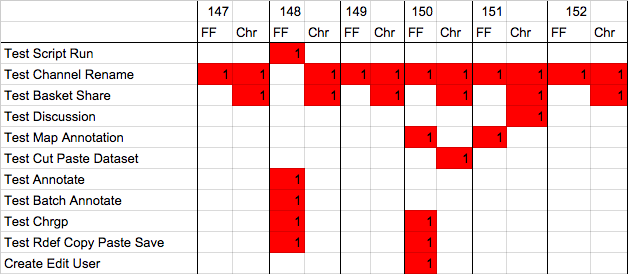 147 148 149 150 151 152
FF Chr FF Chr FF Chr FF Chr FF Chr FF Chr
Test Script Run 1
Test Channel Rename 1 1 1 1 1 1 1 1 1 1 1
Test Basket Share 1 1 1 1 1 1
Test Discussion 1
Test Map Annotation 1 1
Test Cut Paste Dataset 1
Test Annotate 1
Test Batch Annotate 1
Test Chrgp 1 1
Test Rdef Copy Paste Save 1 1
Create Edit User 1